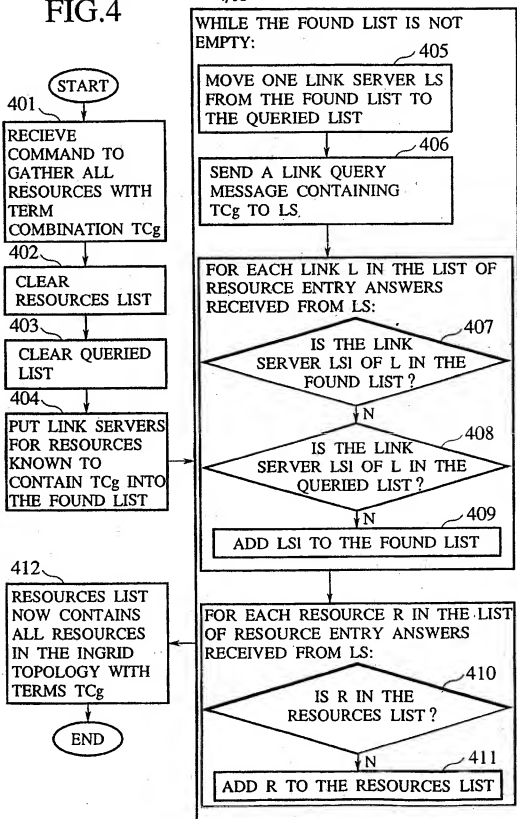 FIG.4
START
401
RECIEVE
COMMAND TO
GATHER ALL
RESOURCES WITH
TERM
COMBINATION TCg
402
CLEAR
RESOURCES LIST
403
CLEAR QUERIED
LIST
404
PUT LINK SERVERS
FOR RESOURCES
KNOWN TO
CONTAIN TCg INTO
THE FOUND LIST
WHILE THE FOUND LIST IS NOT
EMPTY:
405
MOVE ONE LINK SERVER LS
FROM THE FOUND LIST TO
THE QUERIED LIST
406
SEND A LINK QUERY
MESSAGE CONTAINING
TCg TO LS
FOR EACH LINK L IN THE LIST OF
RESOURCE ENTRY ANSWERS
RECEIVED FROM LS:
407
IS THE LINK
SERVER LSl OF L IN THE
FOUND LIST?
N
408
IS THE LINK
SERVER LSl OF L IN THE
QUERIED LIST?
N
409
ADD LSl TO THE FOUND LIST
FOR EACH RESOURCE R IN THE LIST
OF RESOURCE ENTRY ANSWERS
RECEIVED FROM LS:
410
IS R IN THE
RESOURCES LIST?
N
411
ADD R TO THE RESOURCES LIST
412
RESOURCES LIST
NOW CONTAINS
ALL RESOURCES
IN THE INGRID
TOPOLOGY WITH
TERMS TCg
END